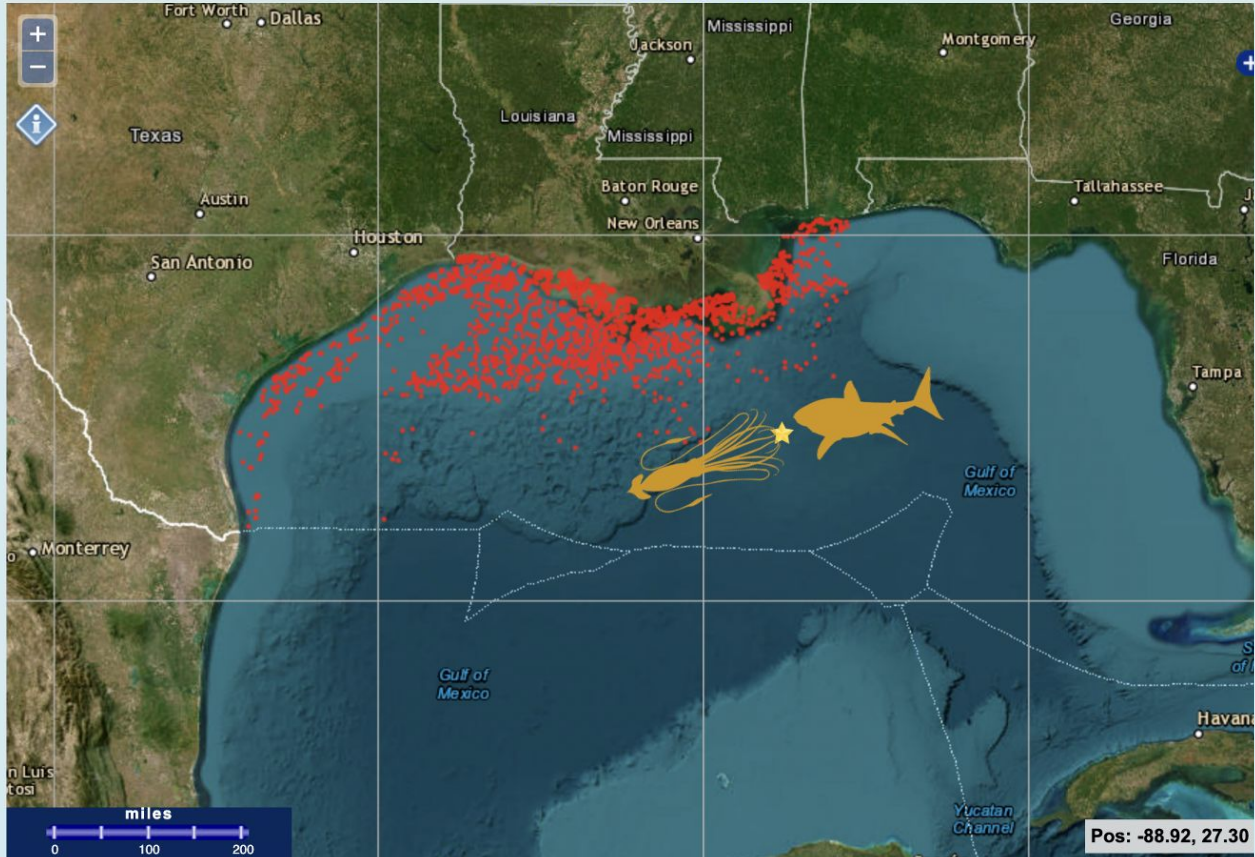 Fort Worth
Dallas
Mississippi
Georgia
+
−
Jackson
Montgomery
+
Texas
Louisiana
Mississippi
Austin
Baton Rouge
Tallahassee
New Orleans
Houston
San Antonio
Florida
Tampa
Gulf of
Mexico
Monterrey
Gulf of
Mexico
Havana
miles
0 100 200
Yucatan
Channel
Pos: -88.92, 27.30